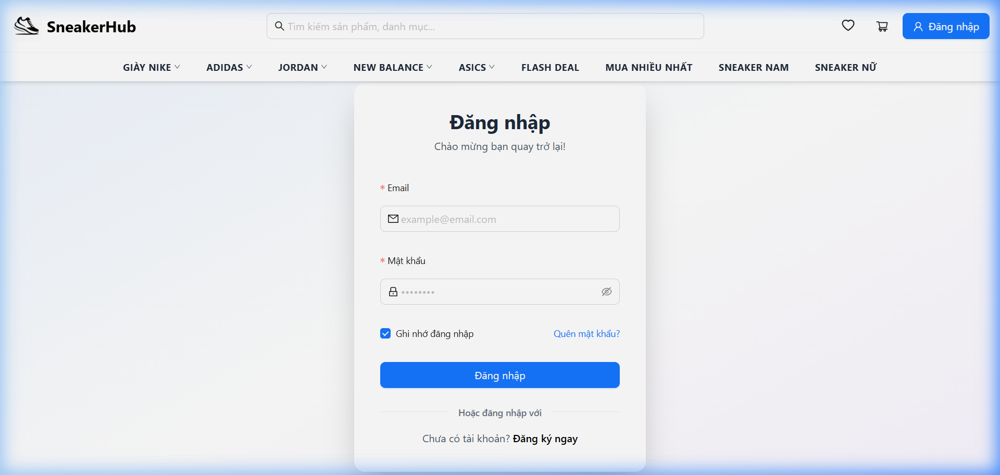 SneakerHub
Tìm kiếm sản phẩm, danh mục...
Đăng nhập
GIÀY NIKE
ADIDAS
JORDAN
NEW BALANCE
ASICS
FLASH DEAL
MUA NHIỀU NHẤT
SNEAKER NAM
SNEAKER NỮ
Đăng nhập
Chào mừng bạn quay trở lại!
* Email
example@email.com
* Mật khẩu
••••••••
Ghi nhớ đăng nhập
Quên mật khẩu?
Đăng nhập
Hoặc đăng nhập với
Chưa có tài khoản? Đăng ký ngay